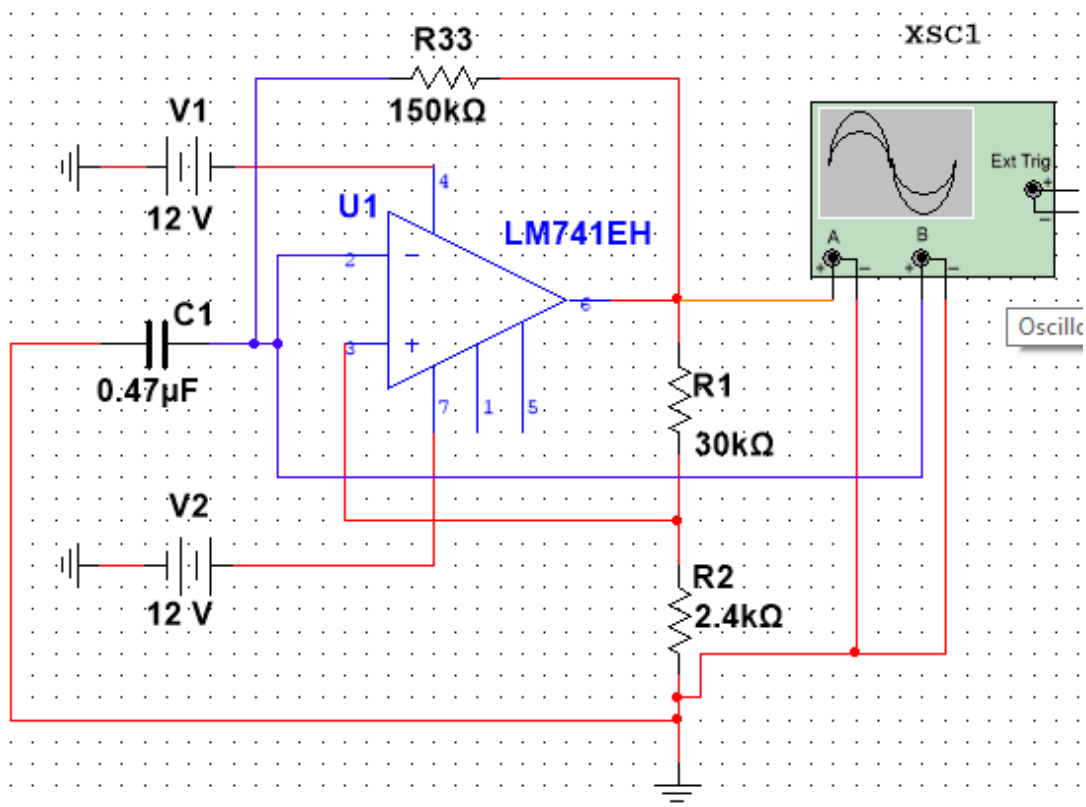 XSC1
R33
150kΩ
V1
12 V
Ext Trig
+
−
A
B
+
−
+
−
4
U1
LM741EH
2
−
6
C1
0.47µF
3
+
7
1
5
Oscillo
R1
30kΩ
V2
12 V
R2
2.4kΩ